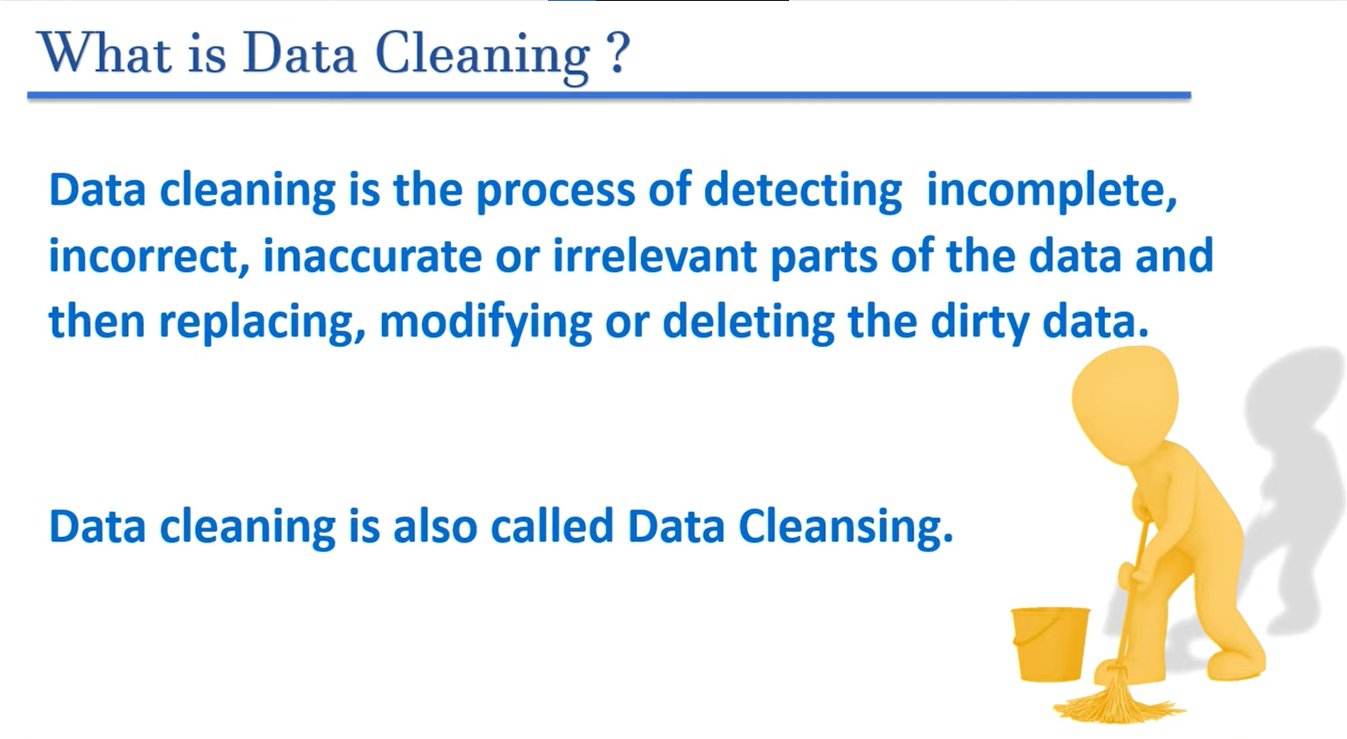 What is Data Cleaning ?
Data cleaning is the process of detecting  incomplete,
incorrect, inaccurate or irrelevant parts of the data and
then replacing, modifying or deleting the dirty data.
Data cleaning is also called Data Cleansing.